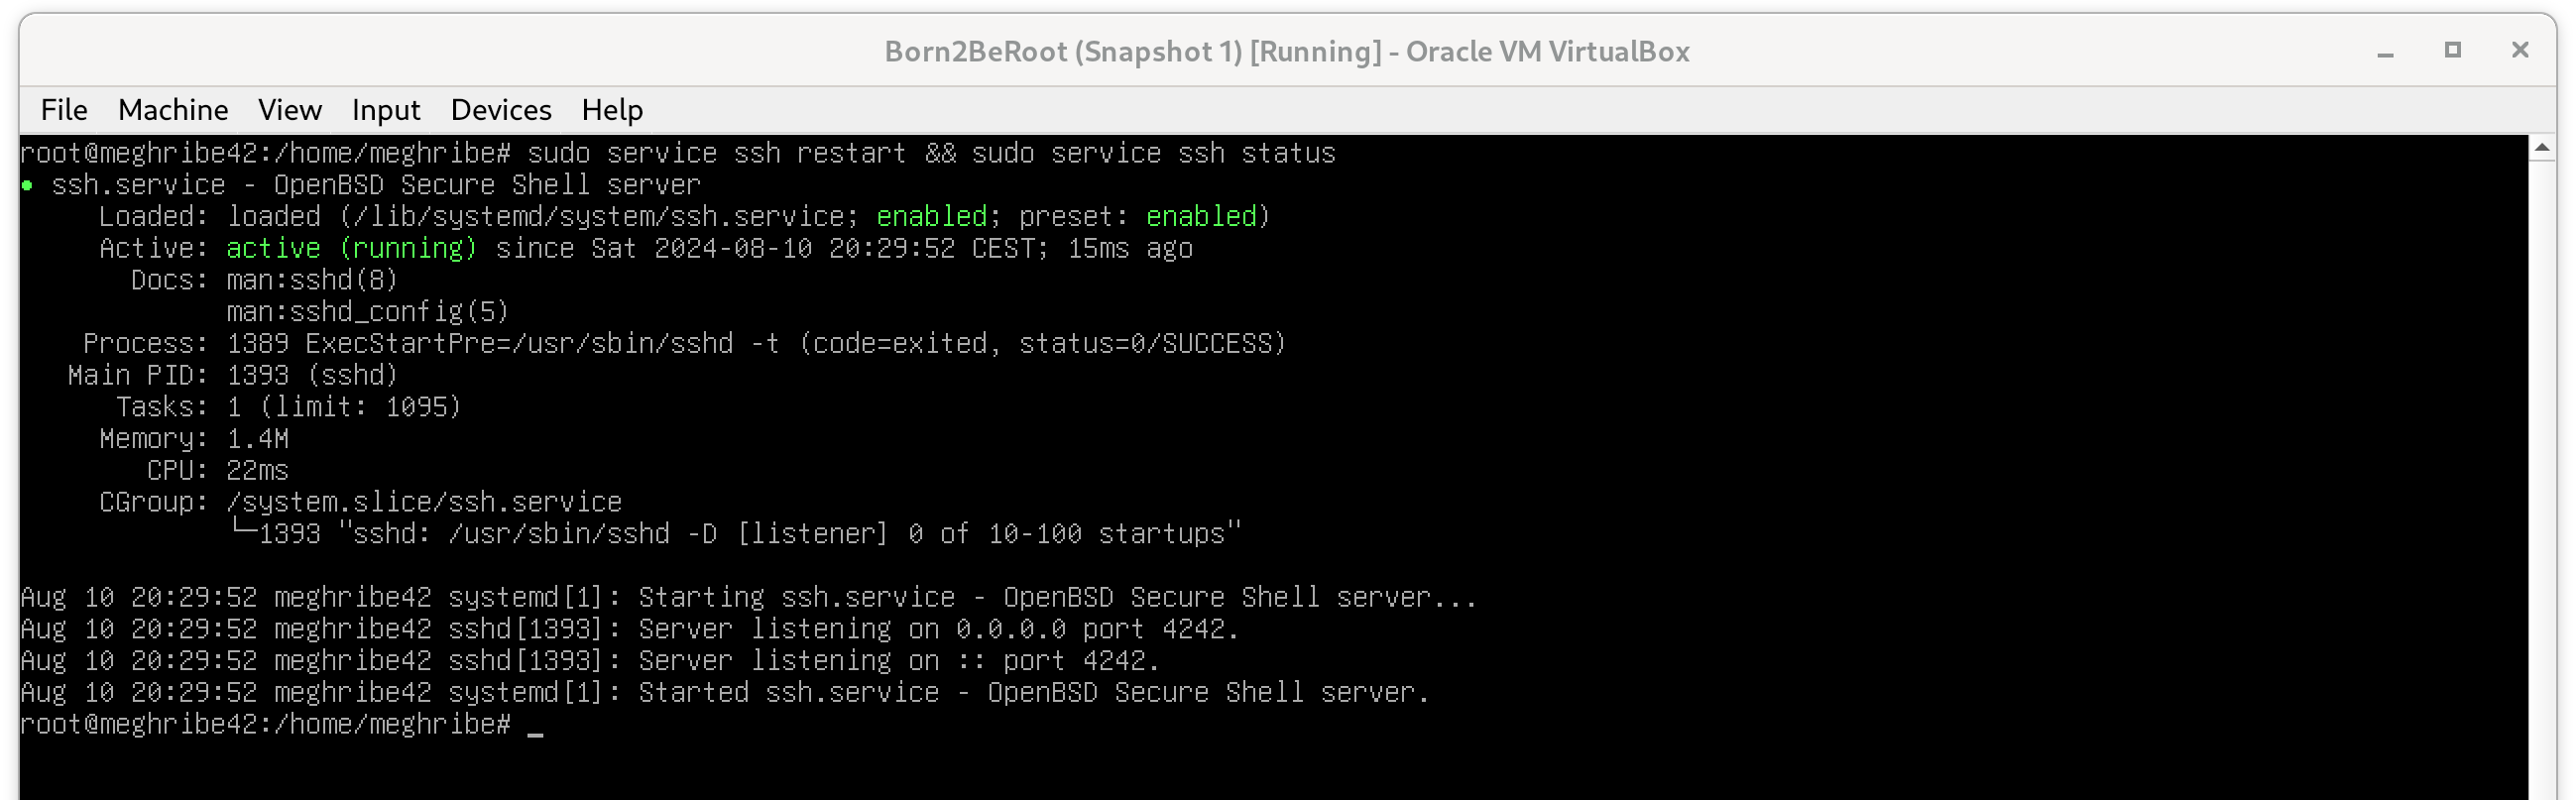 Born2BeRoot (Snapshot 1) [Running] - Oracle VM VirtualBox
File Machine View Input Devices Help
root@meghribe42:/home/meghribe# sudo service ssh restart && sudo service ssh status
● ssh.service - OpenBSD Secure Shell server
     Loaded: loaded (/lib/systemd/system/ssh.service; enabled; preset: enabled)
     Active: active (running) since Sat 2024-08-10 20:29:52 CEST; 15ms ago
       Docs: man:sshd(8)
             man:sshd_config(5)
    Process: 1389 ExecStartPre=/usr/sbin/sshd -t (code=exited, status=0/SUCCESS)
   Main PID: 1393 (sshd)
      Tasks: 1 (limit: 1095)
     Memory: 1.4M
        CPU: 22ms
     CGroup: /system.slice/ssh.service
             └─1393 "sshd: /usr/sbin/sshd -D [listener] 0 of 10-100 startups"
Aug 10 20:29:52 meghribe42 systemd[1]: Starting ssh.service - OpenBSD Secure Shell server...
Aug 10 20:29:52 meghribe42 sshd[1393]: Server listening on 0.0.0.0 port 4242.
Aug 10 20:29:52 meghribe42 sshd[1393]: Server listening on :: port 4242.
Aug 10 20:29:52 meghribe42 systemd[1]: Started ssh.service - OpenBSD Secure Shell server.
root@meghribe42:/home/meghribe# _